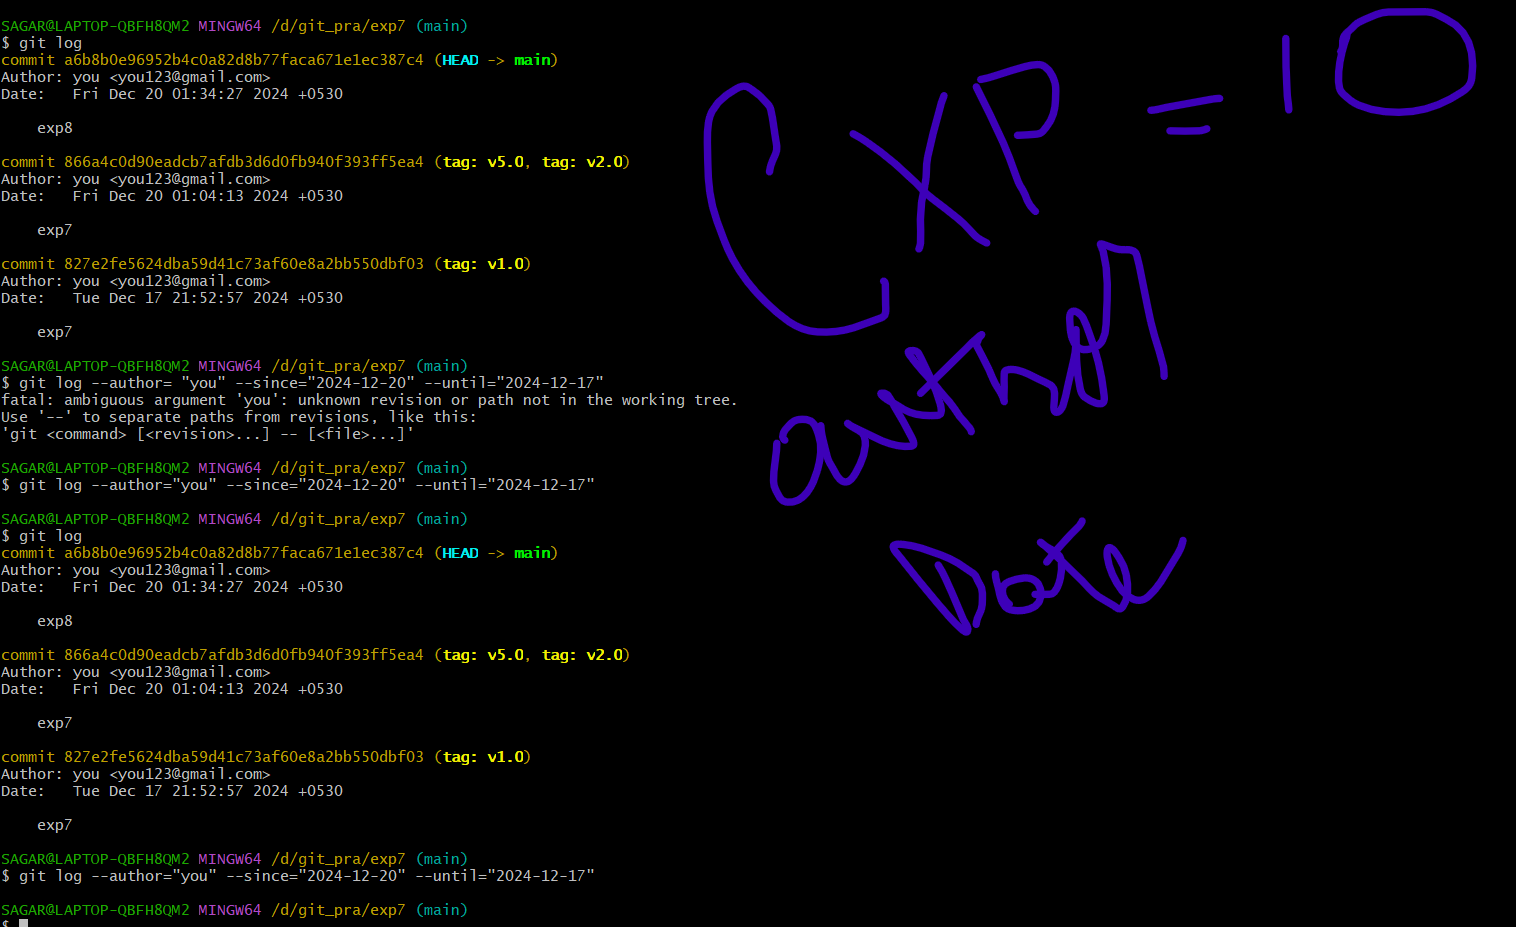 SAGAR@LAPTOP-QBFH8QM2 MINGW64 /d/git_pra/exp7 (main)
$ git log
commit a6b8b0e96952b4c0a82d8b77faca671e1ec387c4 (HEAD -> main)
Author: you <you123@gmail.com>
Date:   Fri Dec 20 01:34:27 2024 +0530
exp8
commit 866a4c0d90eadcb7afdb3d6d0fb940f393ff5ea4 (tag: v5.0, tag: v2.0)
Author: you <you123@gmail.com>
Date:   Fri Dec 20 01:04:13 2024 +0530
exp7
commit 827e2fe5624dba59d41c73af60e8a2bb550dbf03 (tag: v1.0)
Author: you <you123@gmail.com>
Date:   Tue Dec 17 21:52:57 2024 +0530
exp7
SAGAR@LAPTOP-QBFH8QM2 MINGW64 /d/git_pra/exp7 (main)
$ git log --author= "you" --since="2024-12-20" --until="2024-12-17"
fatal: ambiguous argument 'you': unknown revision or path not in the working tree.
Use '--' to separate paths from revisions, like this:
'git <command> [<revision>...] -- [<file>...]'
SAGAR@LAPTOP-QBFH8QM2 MINGW64 /d/git_pra/exp7 (main)
$ git log --author="you" --since="2024-12-20" --until="2024-12-17"
SAGAR@LAPTOP-QBFH8QM2 MINGW64 /d/git_pra/exp7 (main)
$ git log
commit a6b8b0e96952b4c0a82d8b77faca671e1ec387c4 (HEAD -> main)
Author: you <you123@gmail.com>
Date:   Fri Dec 20 01:34:27 2024 +0530
exp8
commit 866a4c0d90eadcb7afdb3d6d0fb940f393ff5ea4 (tag: v5.0, tag: v2.0)
Author: you <you123@gmail.com>
Date:   Fri Dec 20 01:04:13 2024 +0530
exp7
commit 827e2fe5624dba59d41c73af60e8a2bb550dbf03 (tag: v1.0)
Author: you <you123@gmail.com>
Date:   Tue Dec 17 21:52:57 2024 +0530
exp7
SAGAR@LAPTOP-QBFH8QM2 MINGW64 /d/git_pra/exp7 (main)
$ git log --author="you" --since="2024-12-20" --until="2024-12-17"
SAGAR@LAPTOP-QBFH8QM2 MINGW64 /d/git_pra/exp7 (main)
$
EXP = 10
author
Date